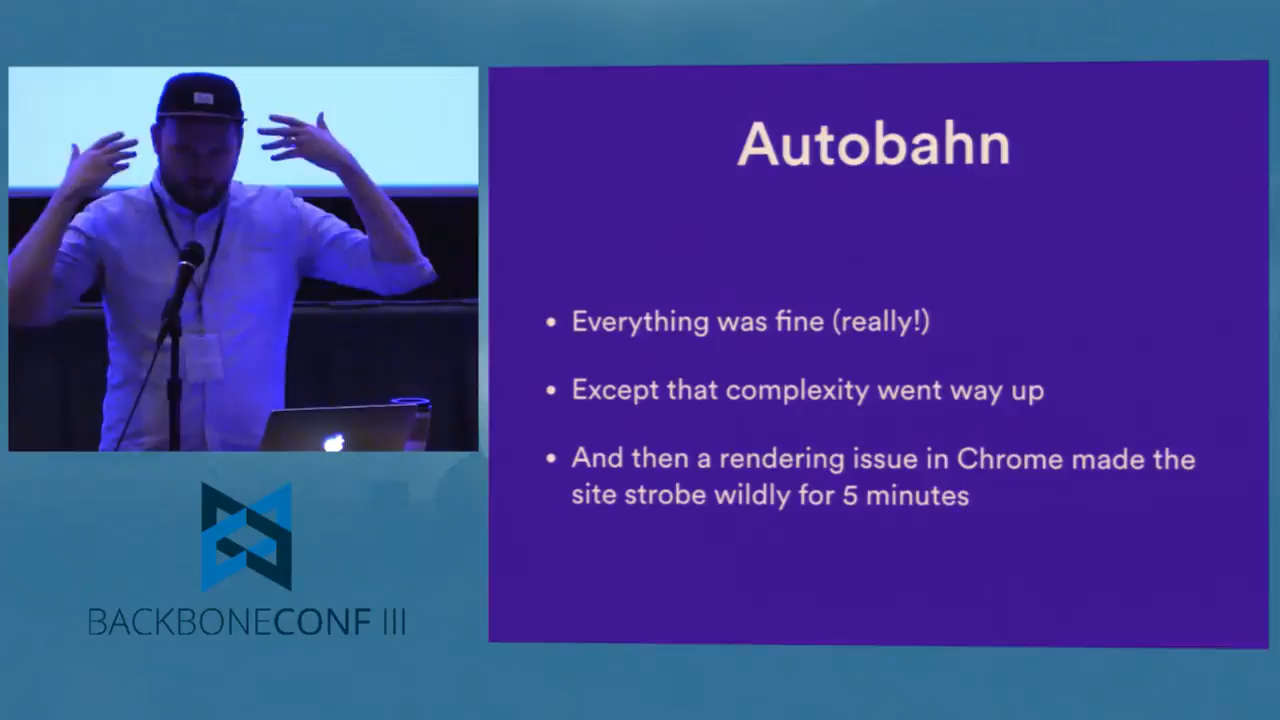 Autobahn
• Everything was fine (really!)
• Except that complexity went way up
• And then a rendering issue in Chrome made the
site strobe wildly for 5 minutes
BACKBONECONF III